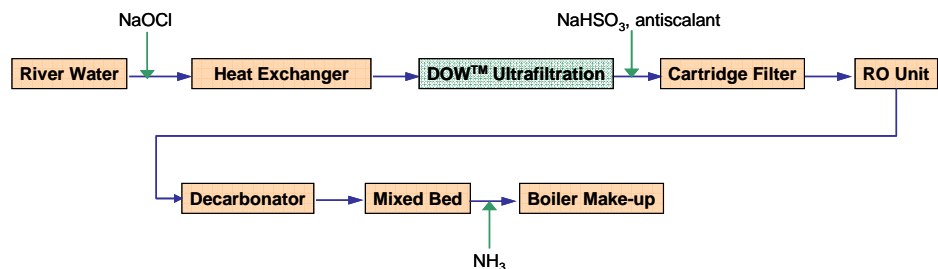 NaOCl
NaHSO₃, antiscalant
River Water
Heat Exchanger
DOW™ Ultrafiltration
Cartridge Filter
RO Unit
Decarbonator
Mixed Bed
Boiler Make-up
NH₃